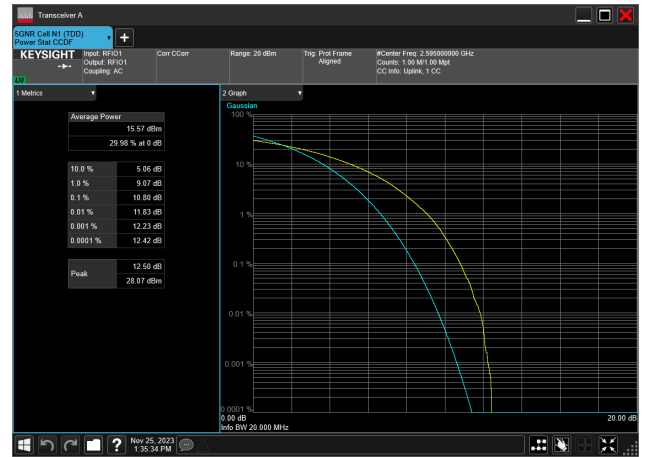 Transceiver A
5GNR Cell N1 (TDD)
Power Stat CCDF
KEYSIGHT
LXI
Input: RFIO1
Output: RFIO1
Coupling: AC
Corr CCorr
Range: 20 dBm
Trig: Prot Frame
Aligned
#Center Freq: 2.595000000 GHz
Counts: 1.00 M/1.00 Mpt
CC Info: Uplink, 1 CC
1 Metrics
Average Power
15.57 dBm
29.98 % at 0 dB
10.0 % 5.06 dB
1.0 % 9.07 dB
0.1 % 10.80 dB
0.01 % 11.83 dB
0.001 % 12.23 dB
0.0001 % 12.42 dB
Peak
12.50 dB
28.07 dBm
2 Graph
Gaussian
100 %
10 %
1 %
0.1 %
0.01 %
0.001 %
0.0001 %
0.00 dB
20.00 dB
Info BW 20.000 MHz
Nov 25, 2023
1:35:34 PM